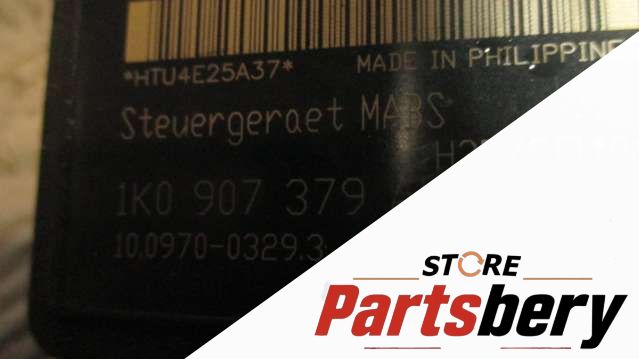 *HTU4E25A37* MADE IN PHILIPPINE
Steuergeraet MABS
1K0 907 379
10.0970-0329.3
STORE
Partsbery